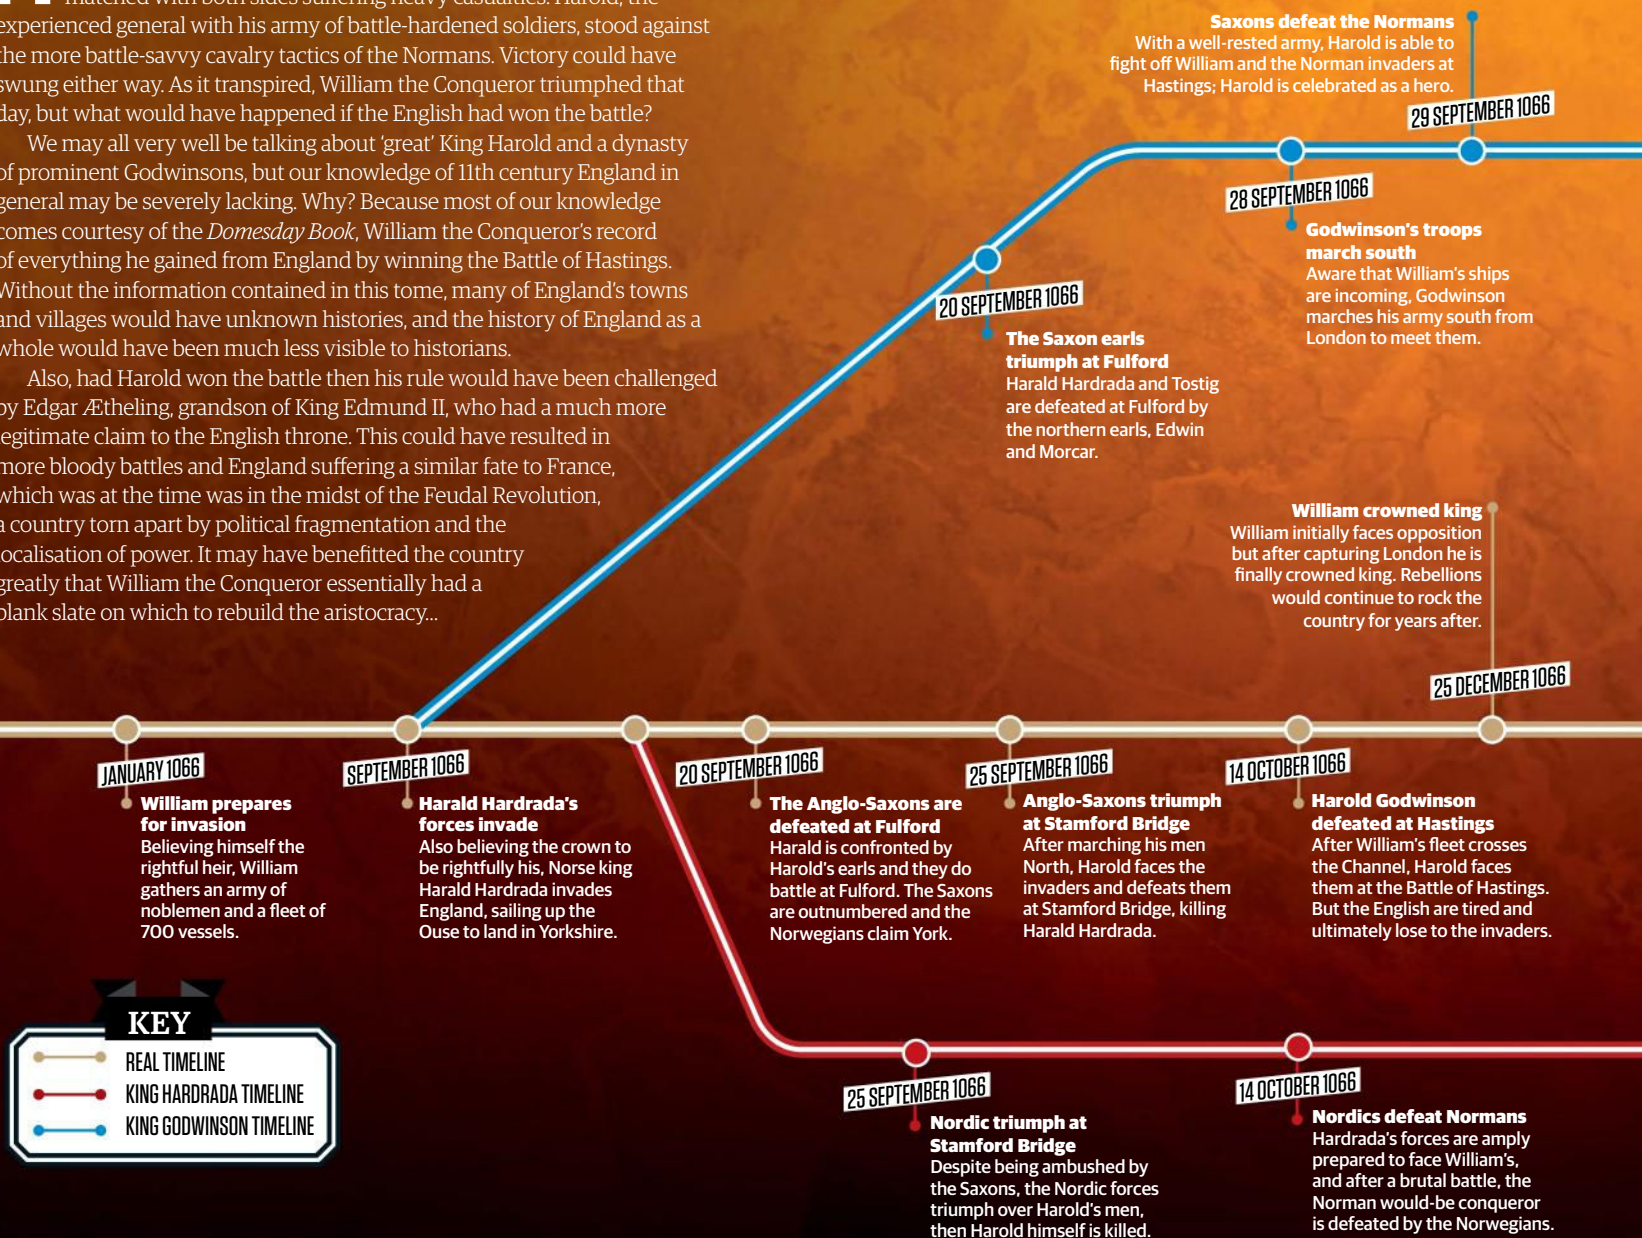 matched with both sides suffering heavy casualties. Harold, the
experienced general with his army of battle-hardened soldiers, stood against
the more battle-savvy cavalry tactics of the Normans. Victory could have
swung either way. As it transpired, William the Conqueror triumphed that
day, but what would have happened if the English had won the battle?
We may all very well be talking about ‘great’ King Harold and a dynasty
of prominent Godwinsons, but our knowledge of 11th century England in
general may be severely lacking. Why? Because most of our knowledge
comes courtesy of the Domesday Book, William the Conqueror’s record
of everything he gained from England by winning the Battle of Hastings.
Without the information contained in this tome, many of England’s towns
and villages would have unknown histories, and the history of England as a
whole would have been much less visible to historians.
Also, had Harold won the battle then his rule would have been challenged
by Edgar Ætheling, grandson of King Edmund II, who had a much more
legitimate claim to the English throne. This could have resulted in
more bloody battles and England suffering a similar fate to France,
which was at the time was in the midst of the Feudal Revolution,
a country torn apart by political fragmentation and the
localisation of power. It may have benefitted the country
greatly that William the Conqueror essentially had a
blank slate on which to rebuild the aristocracy...
Saxons defeat the Normans
With a well-rested army, Harold is able to
fight off William and the Norman invaders at
Hastings; Harold is celebrated as a hero.
29 SEPTEMBER 1066
28 SEPTEMBER 1066
Godwinson’s troops
march south
Aware that William’s ships
are incoming, Godwinson
marches his army south from
London to meet them.
20 SEPTEMBER 1066
The Saxon earls
triumph at Fulford
Harald Hardrada and Tostig
are defeated at Fulford by
the northern earls, Edwin
and Morcar.
William crowned king
William initially faces opposition
but after capturing London he is
finally crowned king. Rebellions
would continue to rock the
country for years after.
25 DECEMBER 1066
JANUARY 1066
William prepares
for invasion
Believing himself the
rightful heir, William
gathers an army of
noblemen and a fleet of
700 vessels.
SEPTEMBER 1066
Harald Hardrada’s
forces invade
Also believing the crown to
be rightfully his, Norse king
Harald Hardrada invades
England, sailing up the
Ouse to land in Yorkshire.
20 SEPTEMBER 1066
The Anglo-Saxons are
defeated at Fulford
Harald is confronted by
Harold’s earls and they do
battle at Fulford. The Saxons
are outnumbered and the
Norwegians claim York.
25 SEPTEMBER 1066
Anglo-Saxons triumph
at Stamford Bridge
After marching his men
North, Harold faces the
invaders and defeats them
at Stamford Bridge, killing
Harald Hardrada.
14 OCTOBER 1066
Harold Godwinson
defeated at Hastings
After William’s fleet crosses
the Channel, Harold faces
them at the Battle of Hastings.
But the English are tired and
ultimately lose to the invaders.
KEY
REAL TIMELINE
KING HARDRADA TIMELINE
KING GODWINSON TIMELINE
25 SEPTEMBER 1066
Nordic triumph at
Stamford Bridge
Despite being ambushed by
the Saxons, the Nordic forces
triumph over Harold’s men,
then Harold himself is killed.
14 OCTOBER 1066
Nordics defeat Normans
Hardrada’s forces are amply
prepared to face William’s,
and after a brutal battle, the
Norman would-be conqueror
is defeated by the Norwegians.